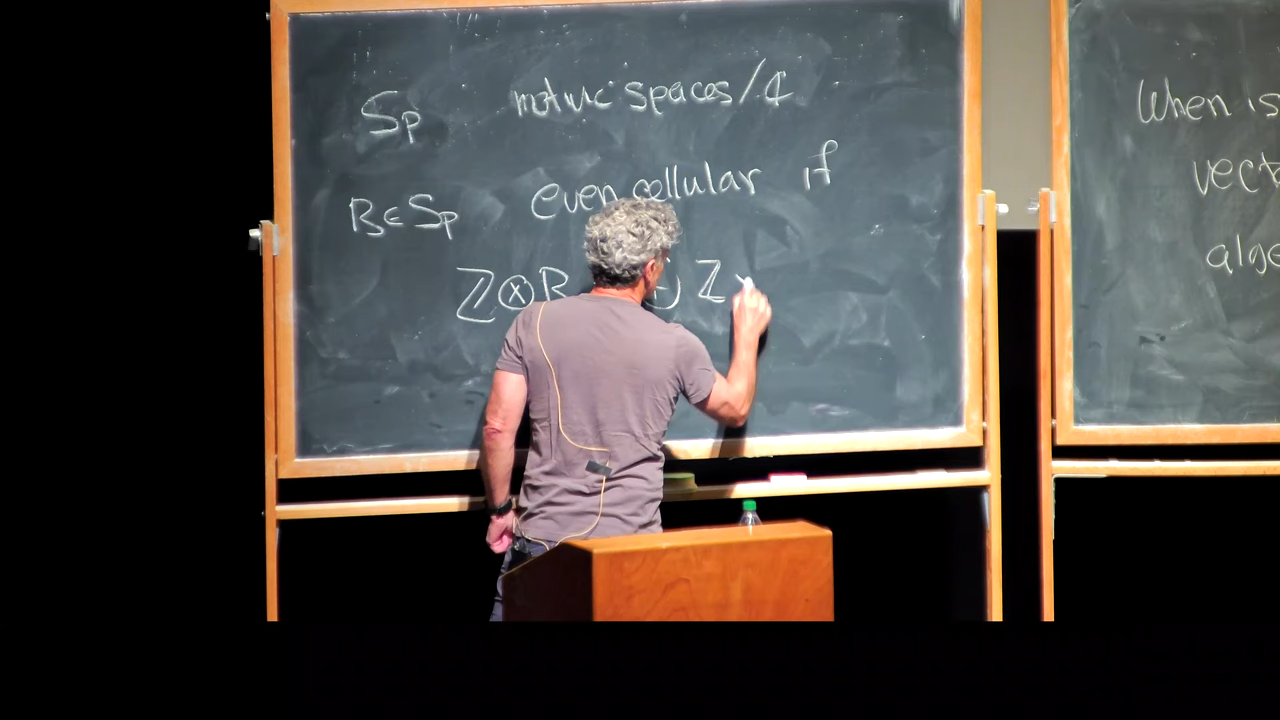 Sp motivic spaces/ℂ
B∈Sp even cellular if
ℤ⊗B ⊕ ℤ
When is
vect
alge